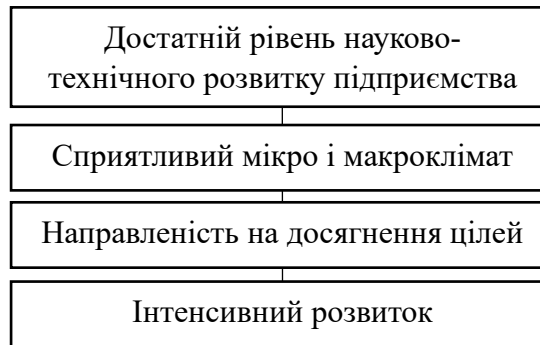 Достатній рівень науково-
технічного розвитку підприємства
Сприятливий мікро і макроклімат
Направленість на досягнення цілей
Інтенсивний розвиток